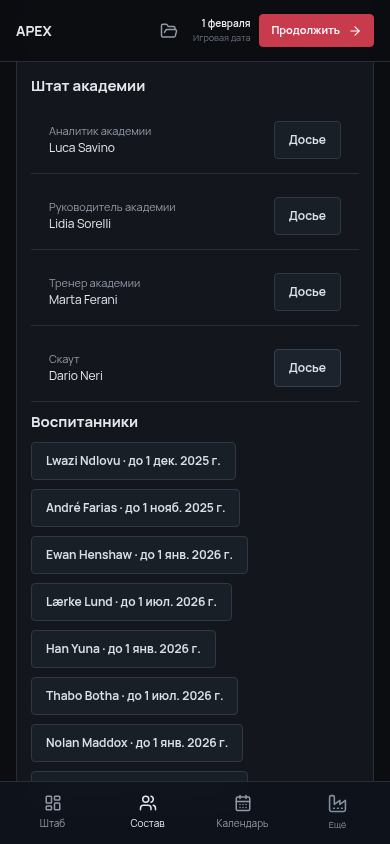 APEX
1 февраля
Игровая дата
Продолжить
Штат академии
Аналитик академии
Luca Savino
Досье
Руководитель академии
Lidia Sorelli
Досье
Тренер академии
Marta Ferani
Досье
Скаут
Dario Neri
Досье
Воспитанники
Lwazi Ndlovu · до 1 дек. 2025 г.
André Farias · до 1 нояб. 2025 г.
Ewan Henshaw · до 1 янв. 2026 г.
Lærke Lund · до 1 июл. 2026 г.
Han Yuna · до 1 янв. 2026 г.
Thabo Botha · до 1 июл. 2026 г.
Nolan Maddox · до 1 янв. 2026 г.
Штаб
Состав
Календарь
Ещё